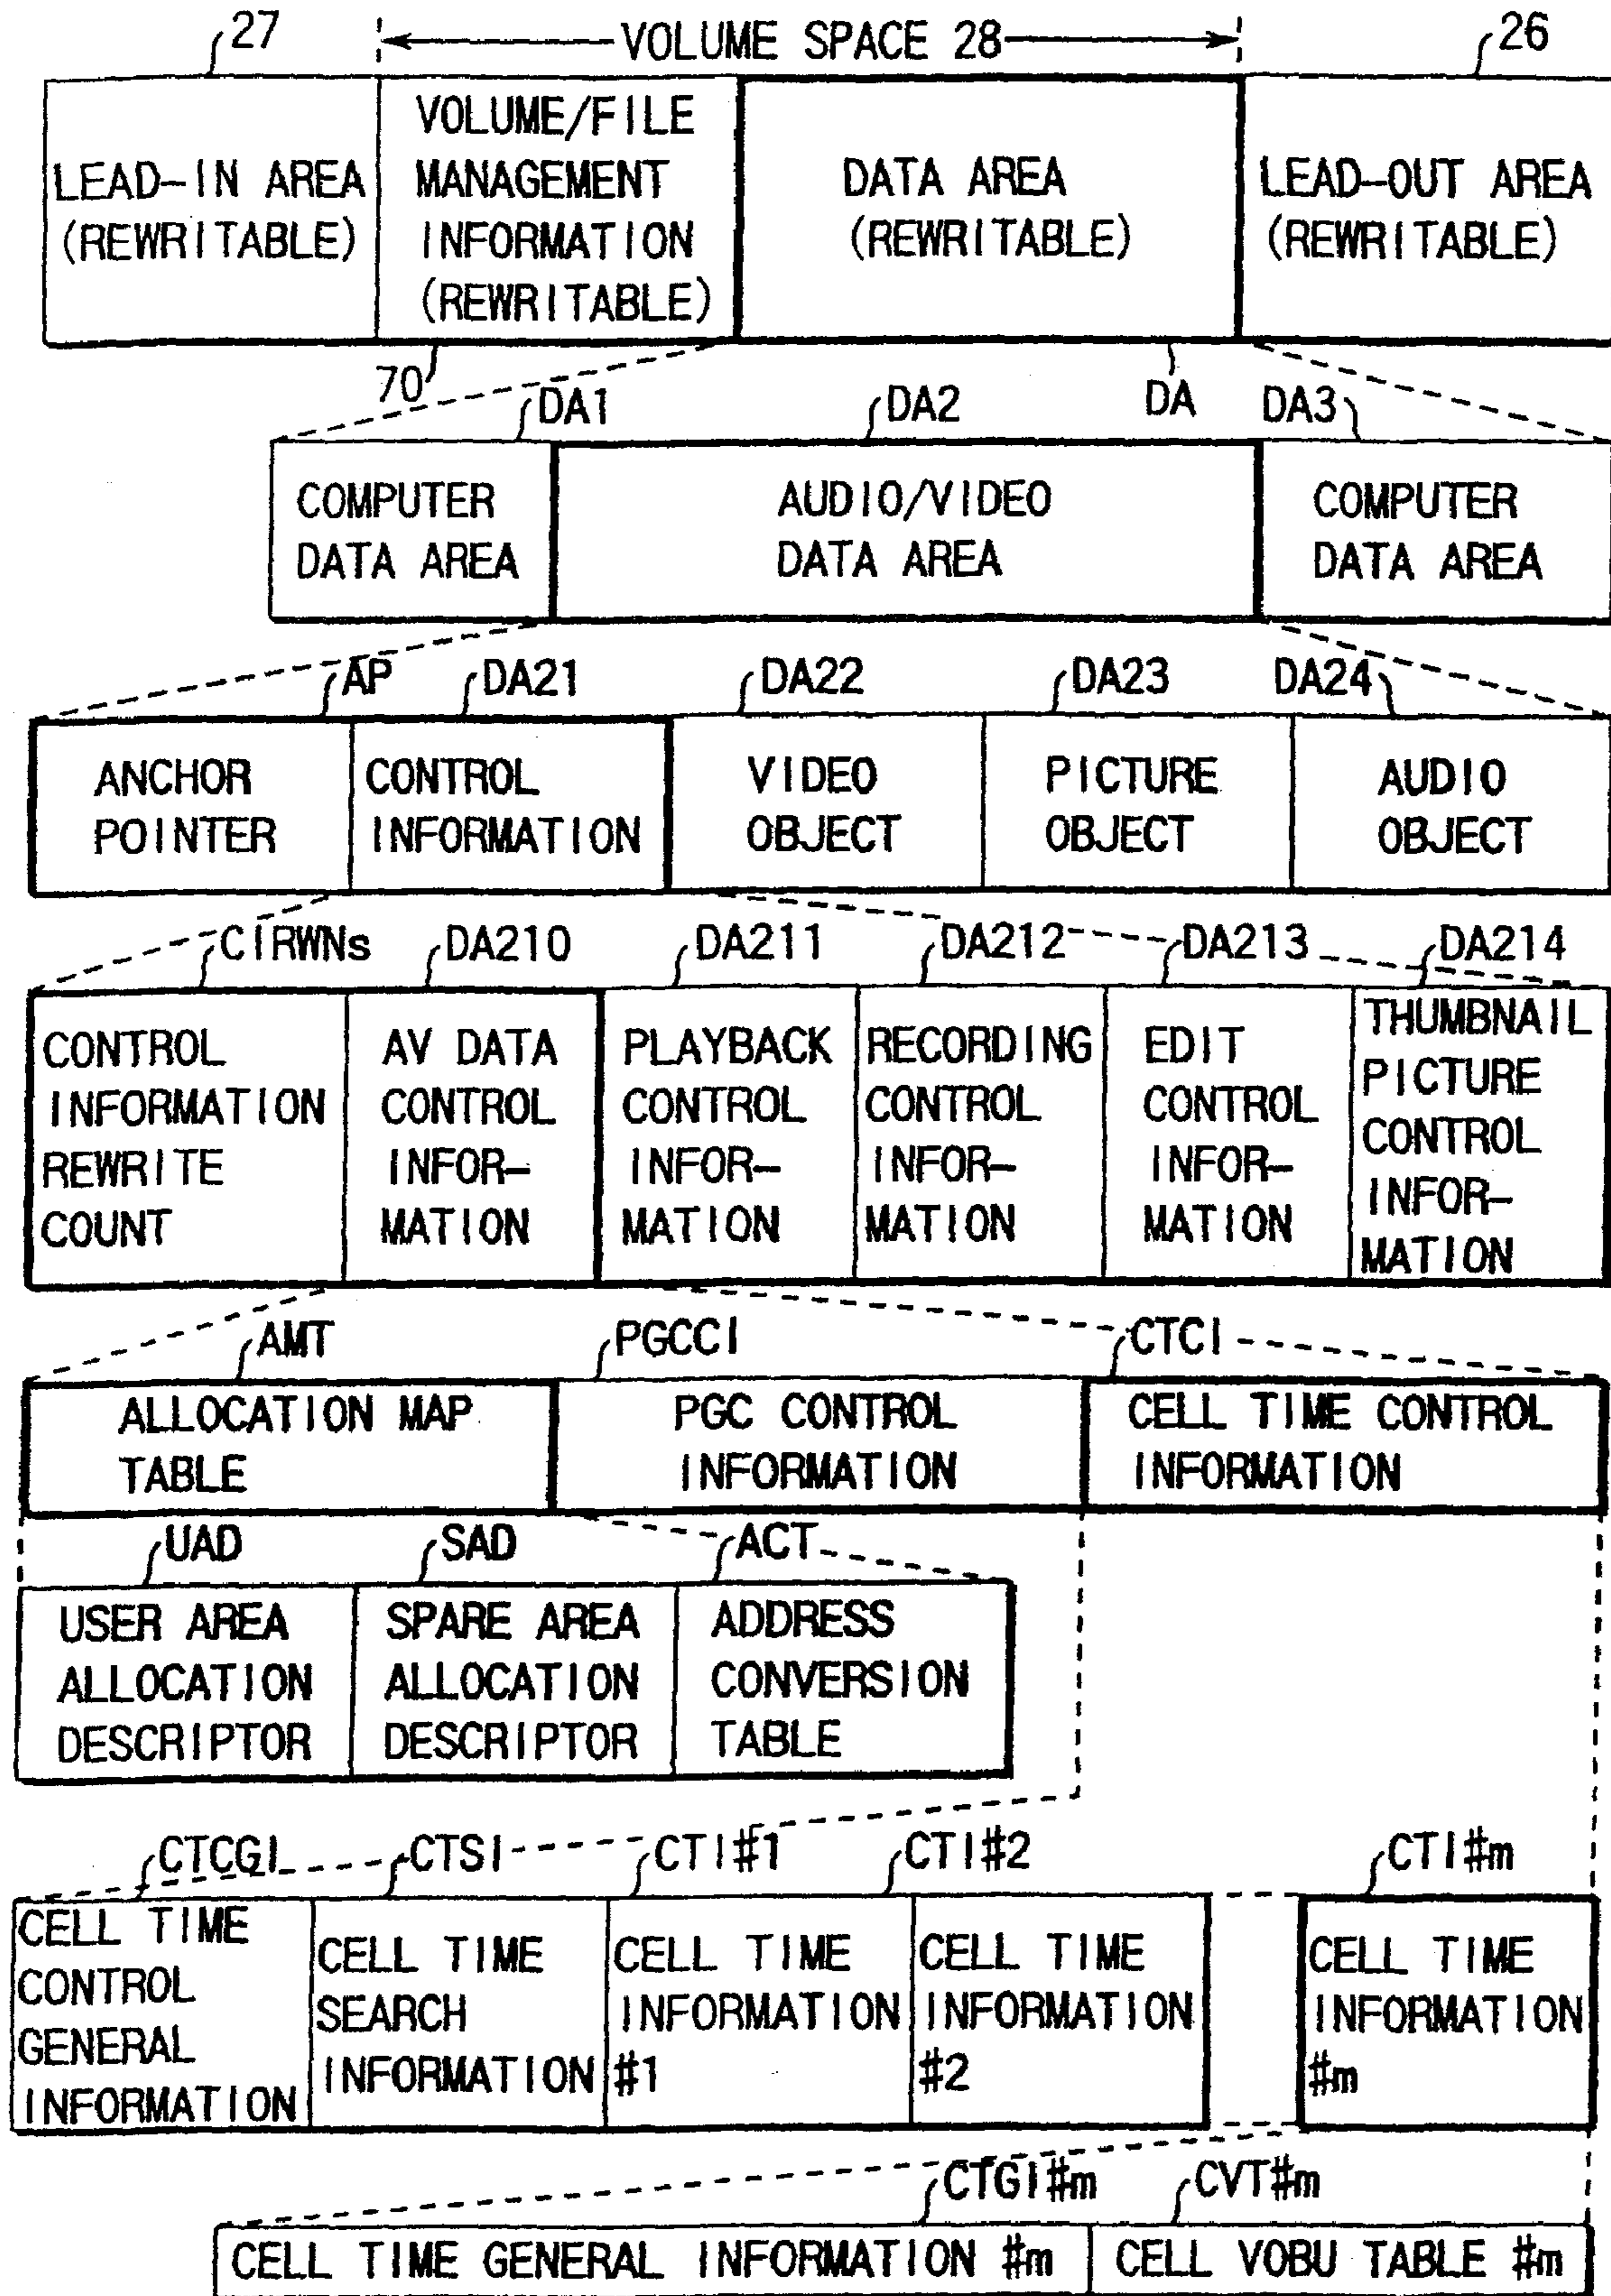 27
VOLUME SPACE 28
26
LEAD-IN AREA
(REWRITABLE)
VOLUME/FILE
MANAGEMENT
INFORMATION
(REWRITABLE)
DATA AREA
(REWRITABLE)
LEAD-OUT AREA
(REWRITABLE)
70
DA
DA1
DA2
DA3
COMPUTER
DATA AREA
AUDIO/VIDEO
DATA AREA
COMPUTER
DATA AREA
AP
DA21
DA22
DA23
DA24
ANCHOR
POINTER
CONTROL
INFORMATION
VIDEO
OBJECT
PICTURE
OBJECT
AUDIO
OBJECT
CIRWNs
DA210
DA211
DA212
DA213
DA214
CONTROL
INFORMATION
REWRITE
COUNT
AV DATA
CONTROL
INFOR-
MATION
PLAYBACK
CONTROL
INFOR-
MATION
RECORDING
CONTROL
INFOR-
MATION
EDIT
CONTROL
INFOR-
MATION
THUMBNAIL
PICTURE
CONTROL
INFOR-
MATION
AMT
PGCCI
CTCI
ALLOCATION MAP
TABLE
PGC CONTROL
INFORMATION
CELL TIME CONTROL
INFORMATION
UAD
SAD
ACT
USER AREA
ALLOCATION
DESCRIPTOR
SPARE AREA
ALLOCATION
DESCRIPTOR
ADDRESS
CONVERSION
TABLE
CTCGI
CTSI
CTI#1
CTI#2
CTI#m
CELL TIME
CONTROL
GENERAL
INFORMATION
CELL TIME
SEARCH
INFORMATION
CELL TIME
INFORMATION
#1
CELL TIME
INFORMATION
#2
CELL TIME
INFORMATION
#m
CTGI#m
CVT#m
CELL TIME GENERAL INFORMATION #m
CELL VOBU TABLE #m